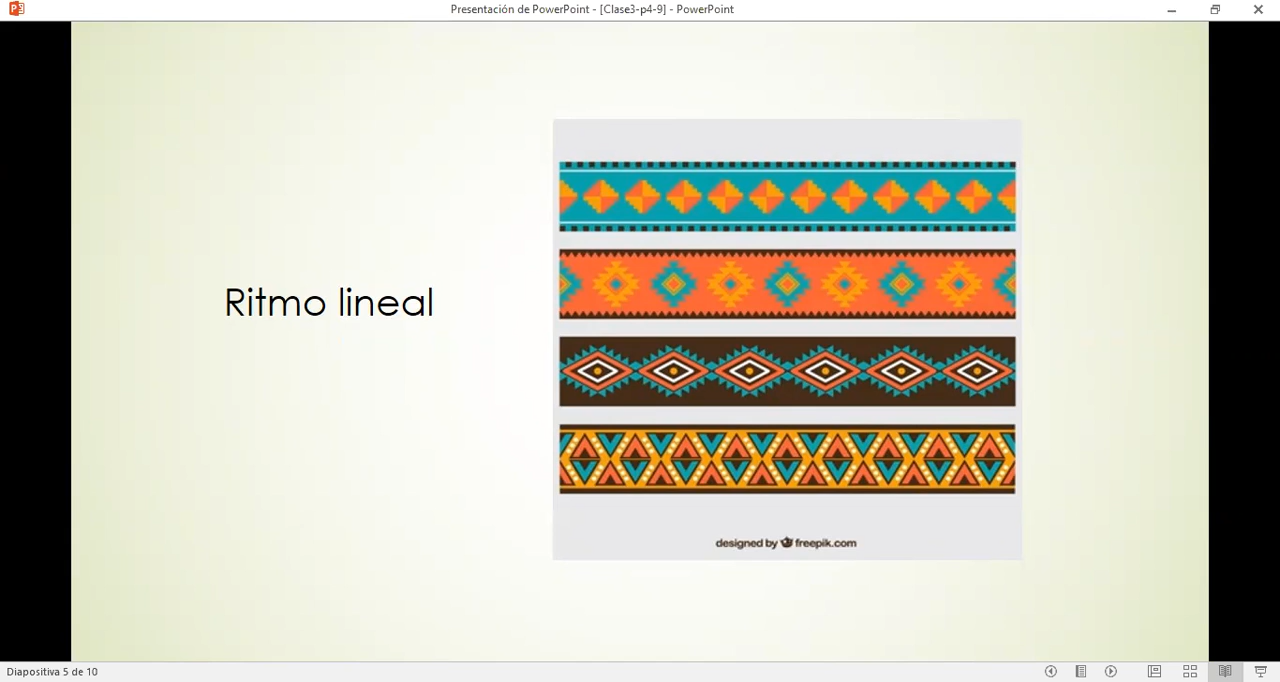 Presentación de PowerPoint - [Clase3-p4-9] - PowerPoint
Ritmo lineal
designed by freepik.com
Diapositiva 5 de 10